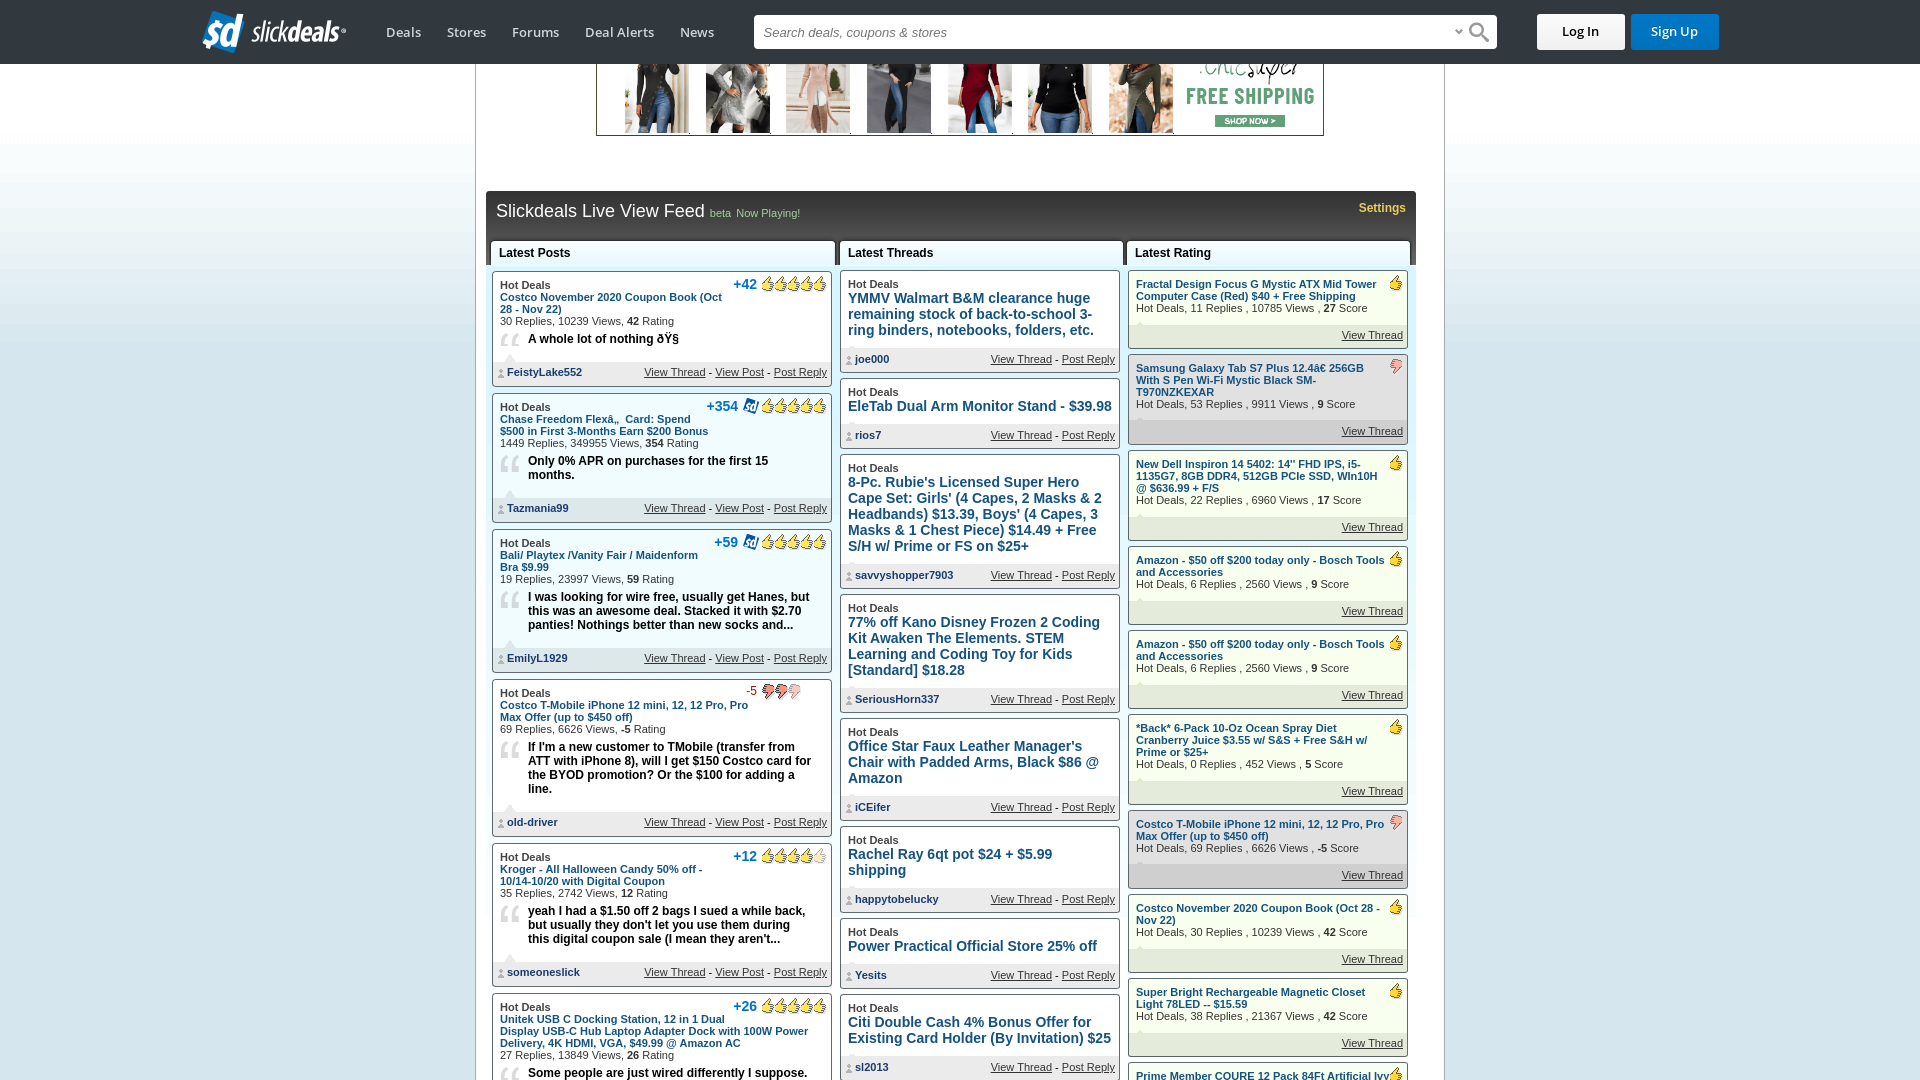 slickdeals
Deals Stores Forums Deal Alerts News
Search deals, coupons & stores
Log In
Sign Up
chicsuper
FREE SHIPPING
SHOP NOW >
Slickdeals Live View Feed beta Now Playing!
Settings
Latest Posts
Hot Deals
+42
Costco November 2020 Coupon Book (Oct
28 - Nov 22)
30 Replies, 10239 Views, 42 Rating
A whole lot of nothing ðŸ§
FeistyLake552
View Thread - View Post - Post Reply
Hot Deals
+354
Chase Freedom Flexâ„ Card: Spend
$500 in First 3-Months Earn $200 Bonus
1449 Replies, 349955 Views, 354 Rating
Only 0% APR on purchases for the first 15
months.
Tazmania99
View Thread - View Post - Post Reply
Hot Deals
+59
Bali/ Playtex /Vanity Fair / Maidenform
Bra $9.99
19 Replies, 23997 Views, 59 Rating
I was looking for wire free, usually get Hanes, but
this was an awesome deal. Stacked it with $2.70
panties! Nothings better than new socks and...
EmilyL1929
View Thread - View Post - Post Reply
Hot Deals
-5
Costco T-Mobile iPhone 12 mini, 12, 12 Pro, Pro
Max Offer (up to $450 off)
69 Replies, 6626 Views, -5 Rating
If I'm a new customer to TMobile (transfer from
ATT with iPhone 8), will I get $150 Costco card for
the BYOD promotion? Or the $100 for adding a
line.
old-driver
View Thread - View Post - Post Reply
Hot Deals
+12
Kroger - All Halloween Candy 50% off -
10/14-10/20 with Digital Coupon
35 Replies, 2742 Views, 12 Rating
yeah I had a $1.50 off 2 bags I sued a while back,
but usually they don't let you use them during
this digital coupon sale (I mean they aren't...
someoneslick
View Thread - View Post - Post Reply
Hot Deals
+26
Unitek USB C Docking Station, 12 in 1 Dual
Display USB-C Hub Laptop Adapter Dock with 100W Power
Delivery, 4K HDMI, VGA, $49.99 @ Amazon AC
27 Replies, 13849 Views, 26 Rating
Some people are just wired differently I suppose.
Latest Threads
Hot Deals
YMMV Walmart B&M clearance huge
remaining stock of back-to-school 3-
ring binders, notebooks, folders, etc.
joe000
View Thread - Post Reply
Hot Deals
EleTab Dual Arm Monitor Stand - $39.98
rios7
View Thread - Post Reply
Hot Deals
8-Pc. Rubie's Licensed Super Hero
Cape Set: Girls' (4 Capes, 2 Masks & 2
Headbands) $13.39, Boys' (4 Capes, 3
Masks & 1 Chest Piece) $14.49 + Free
S/H w/ Prime or FS on $25+
savvyshopper7903
View Thread - Post Reply
Hot Deals
77% off Kano Disney Frozen 2 Coding
Kit Awaken The Elements. STEM
Learning and Coding Toy for Kids
[Standard] $18.28
SeriousHorn337
View Thread - Post Reply
Hot Deals
Office Star Faux Leather Manager's
Chair with Padded Arms, Black $86 @
Amazon
iCEifer
View Thread - Post Reply
Hot Deals
Rachel Ray 6qt pot $24 + $5.99
shipping
happytobelucky
View Thread - Post Reply
Hot Deals
Power Practical Official Store 25% off
Yesits
View Thread - Post Reply
Hot Deals
Citi Double Cash 4% Bonus Offer for
Existing Card Holder (By Invitation) $25
sl2013
View Thread - Post Reply
Latest Rating
Fractal Design Focus G Mystic ATX Mid Tower
Computer Case (Red) $40 + Free Shipping
Hot Deals, 11 Replies , 10785 Views , 27 Score
View Thread
Samsung Galaxy Tab S7 Plus 12.4â€ 256GB
With S Pen Wi-Fi Mystic Black SM-
T970NZKEXAR
Hot Deals, 53 Replies , 9911 Views , 9 Score
View Thread
New Dell Inspiron 14 5402: 14'' FHD IPS, i5-
1135G7, 8GB DDR4, 512GB PCIe SSD, WIn10H
@ $636.99 + F/S
Hot Deals, 22 Replies , 6960 Views , 17 Score
View Thread
Amazon - $50 off $200 today only - Bosch Tools
and Accessories
Hot Deals, 6 Replies , 2560 Views , 9 Score
View Thread
Amazon - $50 off $200 today only - Bosch Tools
and Accessories
Hot Deals, 6 Replies , 2560 Views , 9 Score
View Thread
*Back* 6-Pack 10-Oz Ocean Spray Diet
Cranberry Juice $3.55 w/ S&S + Free S&H w/
Prime or $25+
Hot Deals, 0 Replies , 452 Views , 5 Score
View Thread
Costco T-Mobile iPhone 12 mini, 12, 12 Pro, Pro
Max Offer (up to $450 off)
Hot Deals, 69 Replies , 6626 Views , -5 Score
View Thread
Costco November 2020 Coupon Book (Oct 28 -
Nov 22)
Hot Deals, 30 Replies , 10239 Views , 42 Score
View Thread
Super Bright Rechargeable Magnetic Closet
Light 78LED -- $15.59
Hot Deals, 38 Replies , 21367 Views , 42 Score
View Thread
Prime Member COURE 12 Pack 84Ft Artificial Ivy